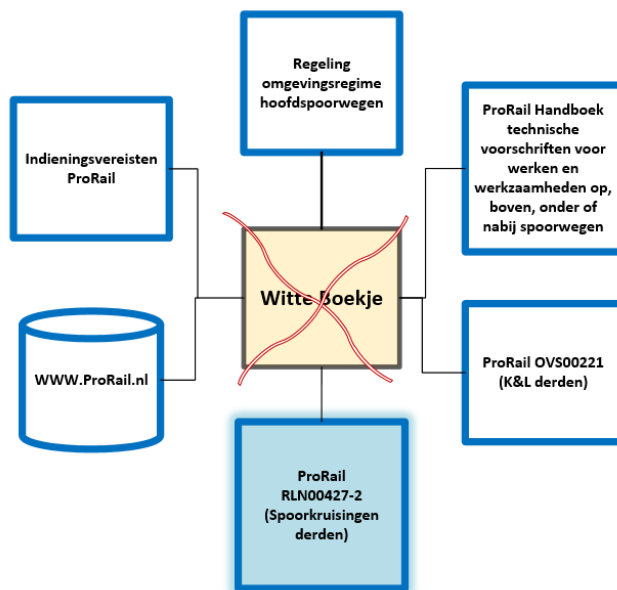 Regeling
omgevingsregime
hoofdspoorwegen
Indieningsvereisten
ProRail
ProRail Handboek
technische
voorschriften voor
werken en
werkzaamheden op,
boven, onder of
nabij spoorwegen
Witte Boekje
WWW.ProRail.nl
ProRail OVS00221
(K&L derden)
ProRail
RLN00427-2
(Spoorkruisingen
derden)